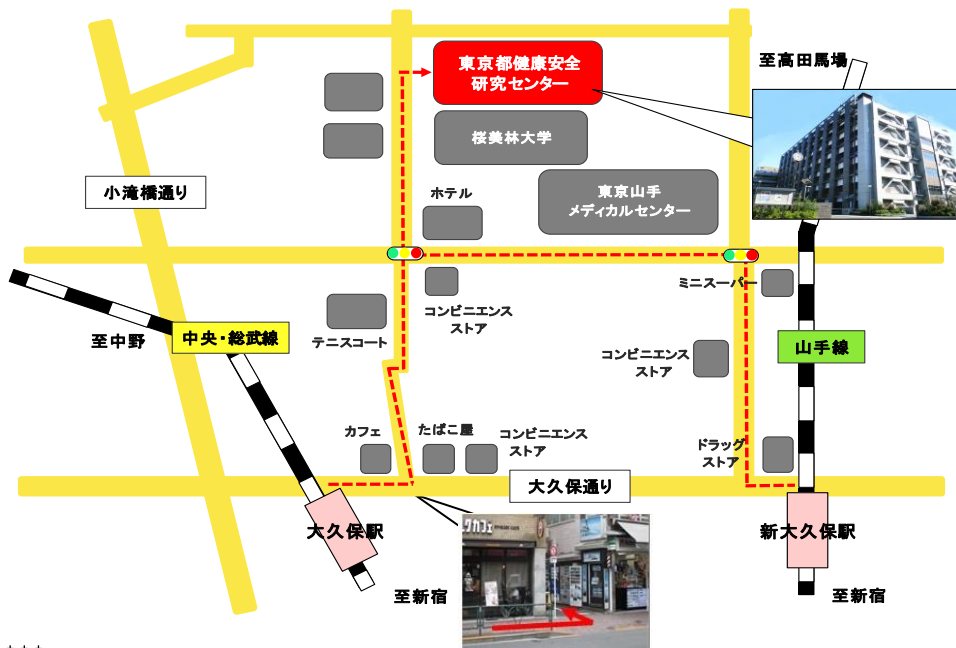 東京都健康安全
研究センター
至高田馬場
桜美林大学
小滝橋通り
ホテル
東京山手
メディカルセンター
ミニスーパー
コンビニエンス
ストア
至中野
中央・総武線
テニスコート
コンビニエンス
ストア
山手線
カフェ
たばこ屋
コンビニエンス
ストア
ドラッグ
ストア
大久保通り
大久保駅
新大久保駅
至新宿
至新宿